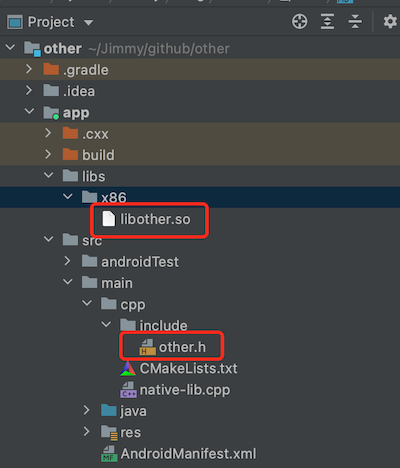 Project
other ~/Jimmy/github/other
.gradle
.idea
app
.cxx
build
libs
x86
libother.so
src
androidTest
main
cpp
include
other.h
CMakeLists.txt
native-lib.cpp
java
res
AndroidManifest.xml